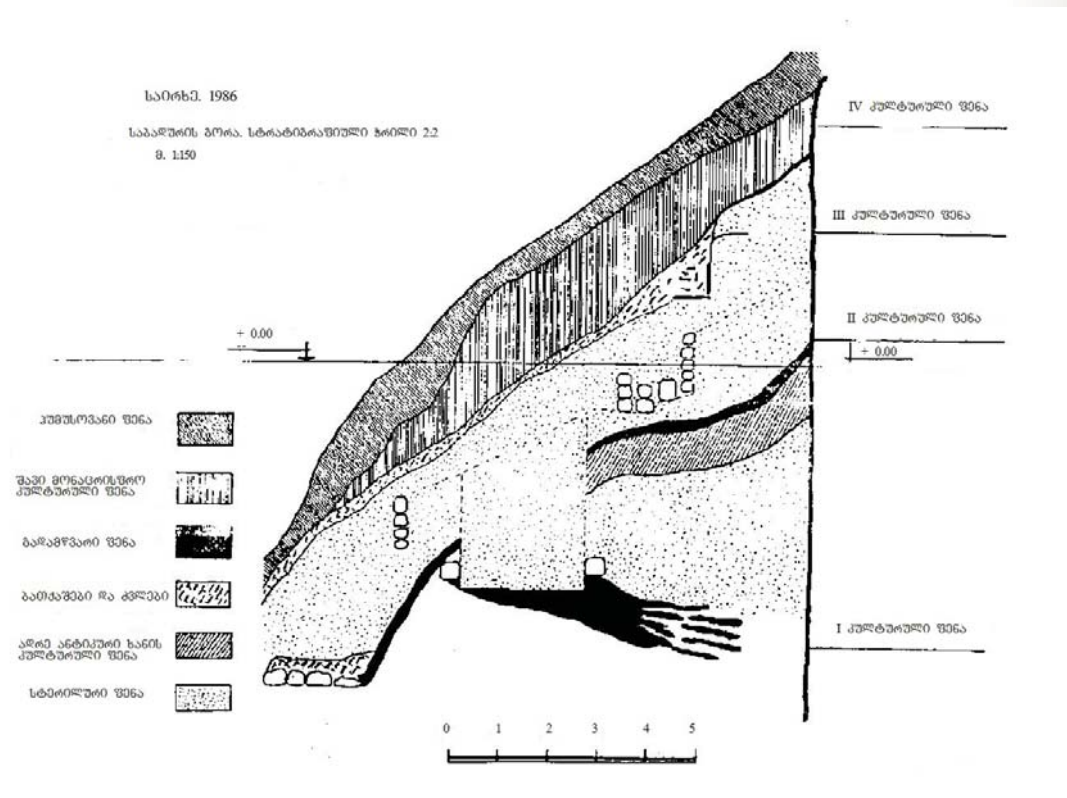 საირხე. 1986
საბადურის გორა. სტრატიგრაფიული ჭრილი 2:2
მ. 1:150
IV კულტურული ფენა
III კულტურული ფენა
II კულტურული ფენა
+ 0.00
+ 0.00
I კულტურული ფენა
ჰუმუსოვანი ფენა
შავი მონაცრისფრო
კულტურული ფენა
გადამწვარი ფენა
ბათქაშები და ძვლები
ადრე ანტიკური ხანის
კულტურული ფენა
სტერილური ფენა
0 1 2 3 4 5